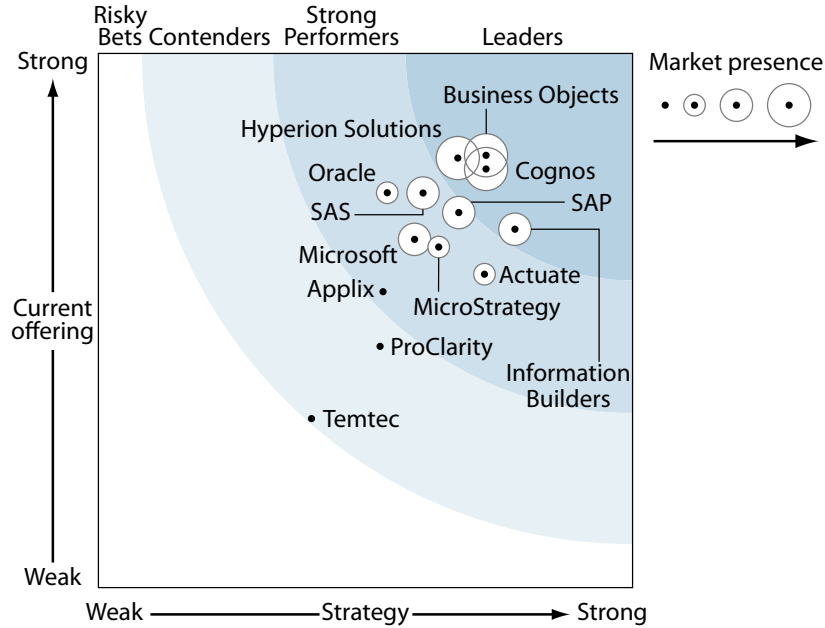 Risky
Bets
Contenders
Strong
Performers
Leaders
Strong
Market presence
Business Objects
Hyperion Solutions
Cognos
Oracle
SAS
SAP
Microsoft
Actuate
Applix
MicroStrategy
Current
offering
ProClarity
Information
Builders
Temtec
Weak
Weak
Strategy
Strong